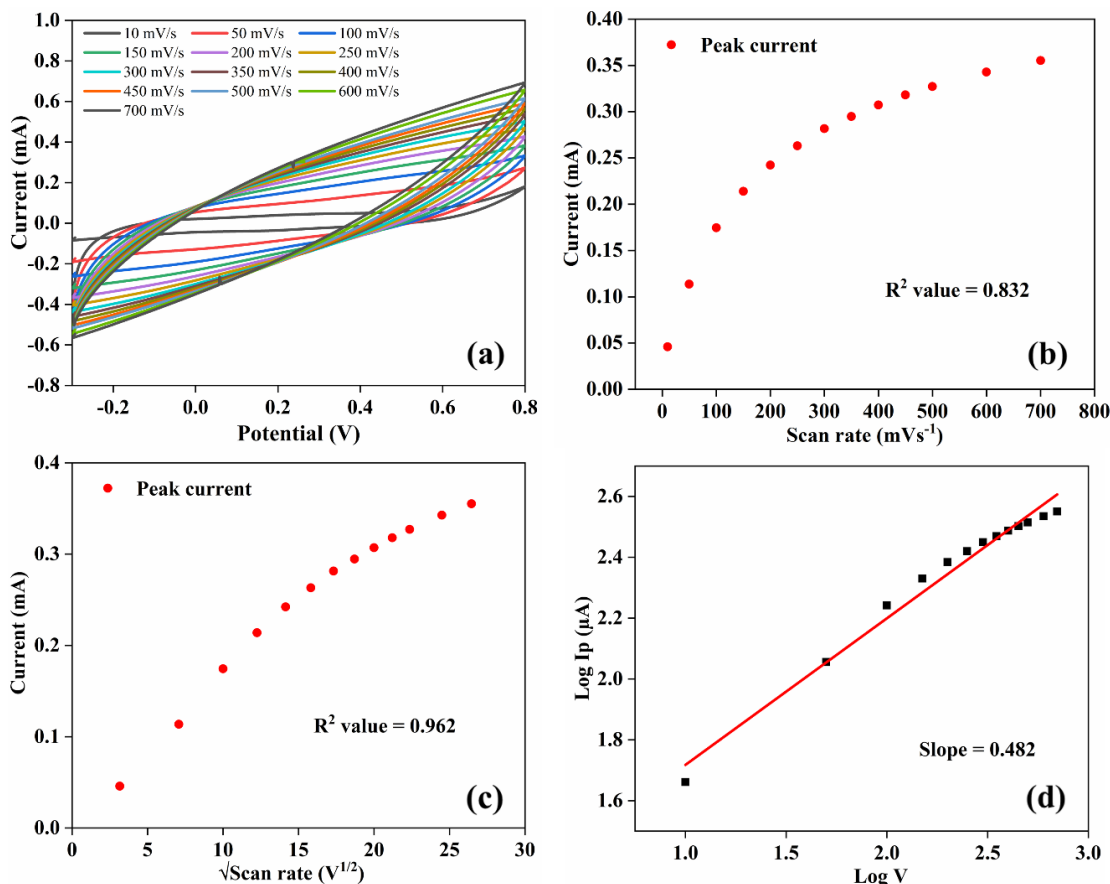 1.0
0.8
0.6
0.4
0.2
0.0
-0.2
-0.4
-0.6
-0.8
Current (mA)
10 mV/s 50 mV/s 100 mV/s
150 mV/s 200 mV/s 250 mV/s
300 mV/s 350 mV/s 400 mV/s
450 mV/s 500 mV/s 600 mV/s
700 mV/s
(a)
-0.2 0.0 0.2 0.4 0.6 0.8
Potential (V)
0.40
0.35
0.30
0.25
0.20
0.15
0.10
0.05
0.00
Current (mA)
Peak current
R² value = 0.832
(b)
0 100 200 300 400 500 600 700 800
Scan rate (mVs⁻¹)
0.4
0.3
0.2
0.1
0.0
Current (mA)
Peak current
R² value = 0.962
(c)
0 5 10 15 20 25 30
√Scan rate (V^1/2)
2.6
2.4
2.2
2.0
1.8
1.6
Log Ip (µA)
Slope = 0.482
(d)
1.0 1.5 2.0 2.5 3.0
Log V